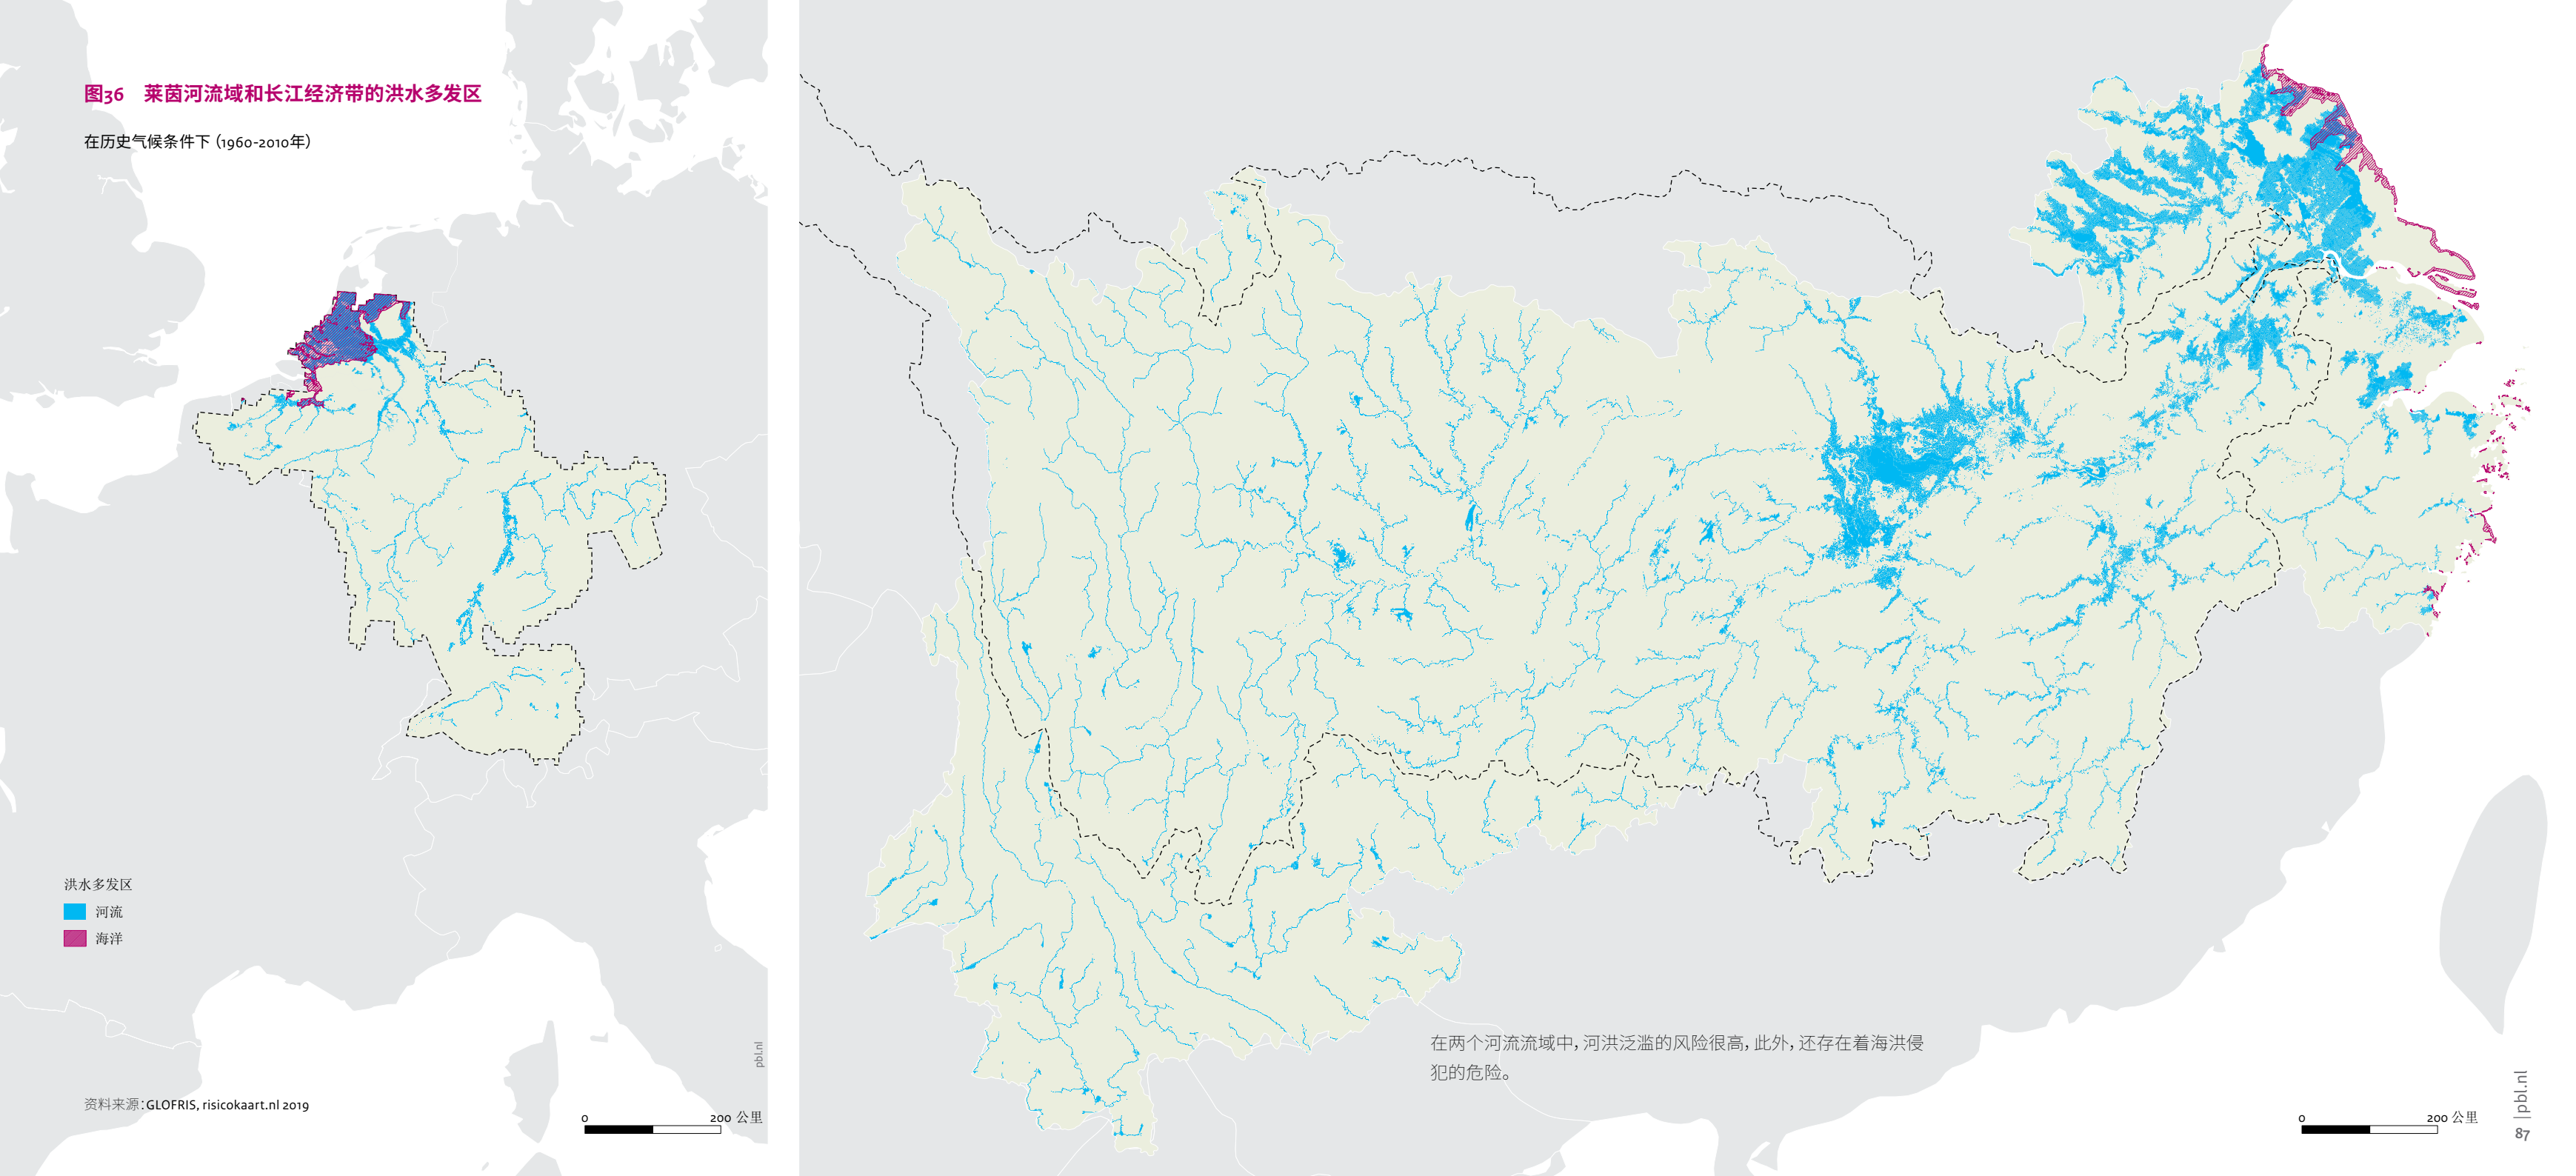 图36 莱茵河流域和长江经济带的洪水多发区
在历史气候条件下（1960-2010年）
洪水多发区
河流
海洋
资料来源：GLOFRIS, risicokaart.nl 2019
0 200 公里
pbl.nl
在两个河流流域中，河洪泛滥的风险很高，此外，还存在着海洪侵
犯的危险。
0 200 公里
| pbl.nl
87